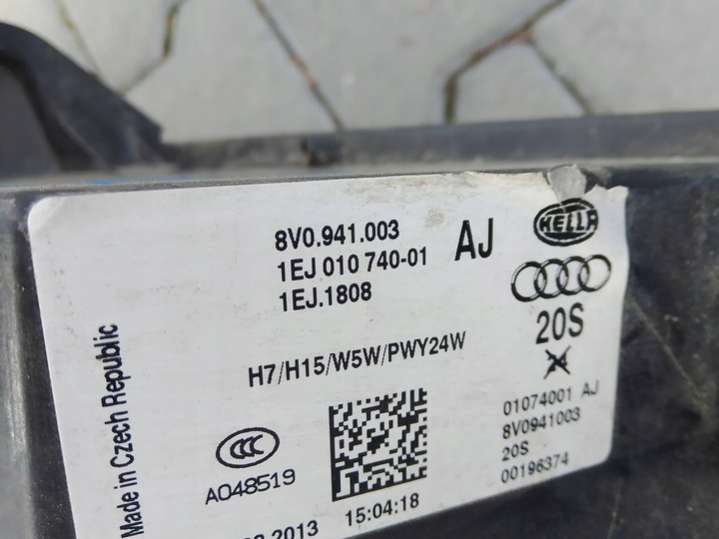 8V0.941.003
1EJ 010 740-01 AJ
1EJ.1808
HELLA
20S
H7/H15/W5W/PWY24W
Made in Czech Republic
CCC
A048519
2013 15:04:18
01074001 AJ
8V0941003
20S
00196374